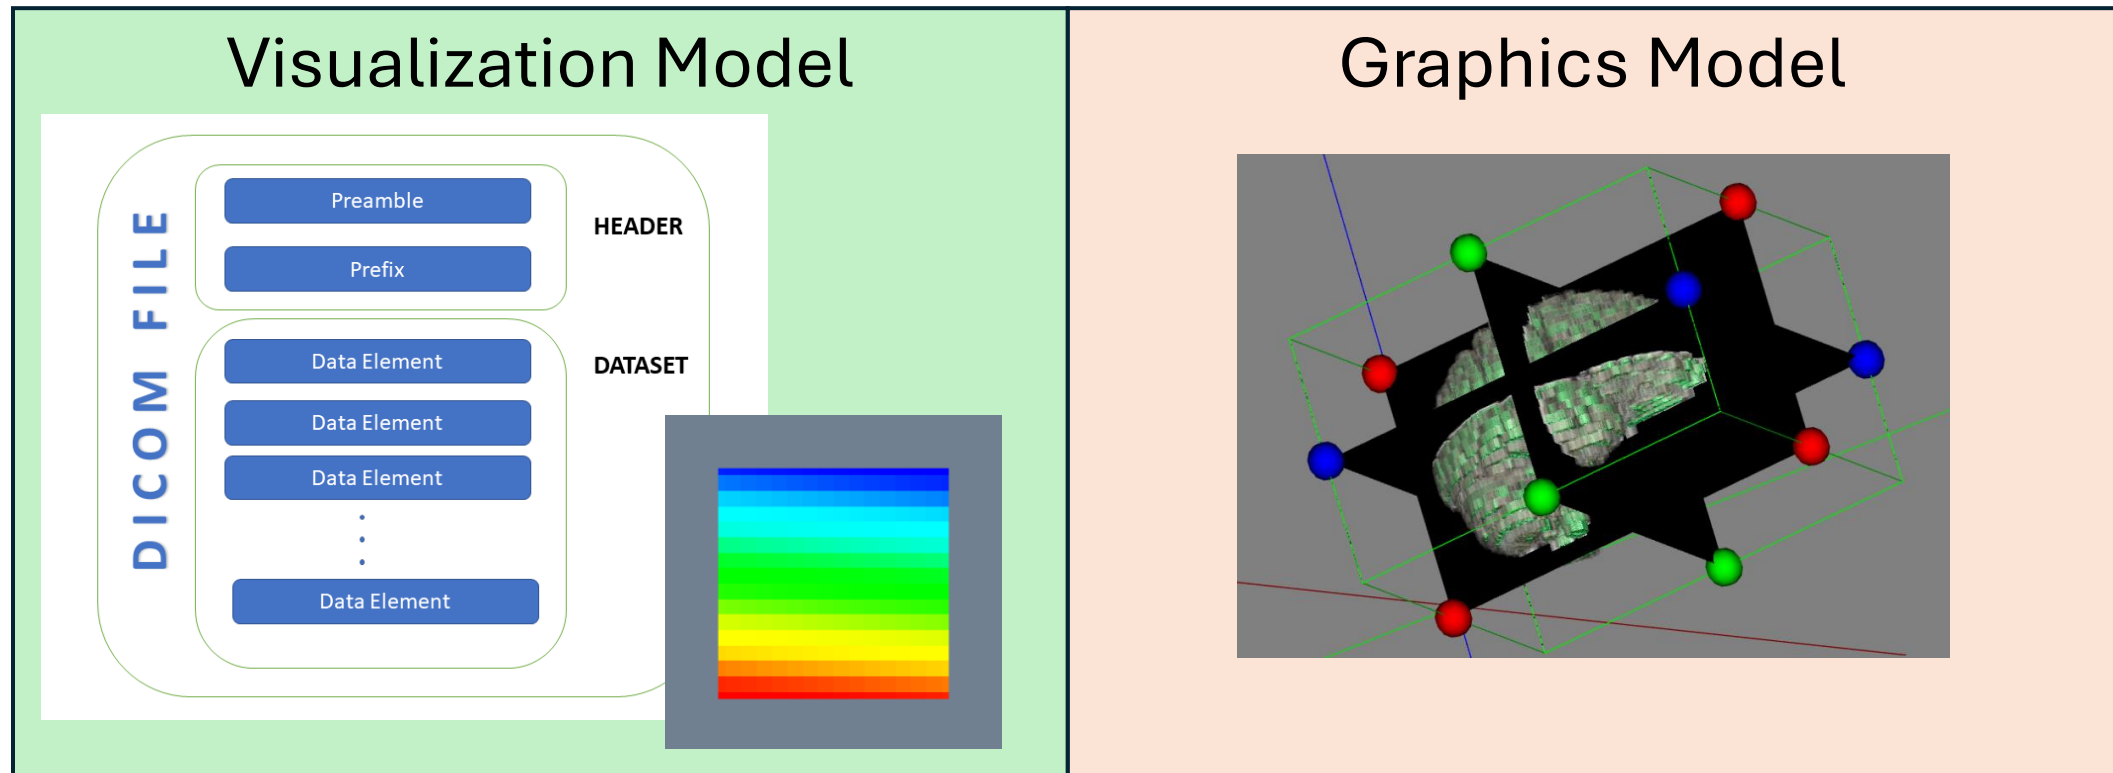 Visualization Model
DICOM FILE
Preamble
Prefix
HEADER
Data Element
Data Element
Data Element
Data Element
DATASET
Graphics Model